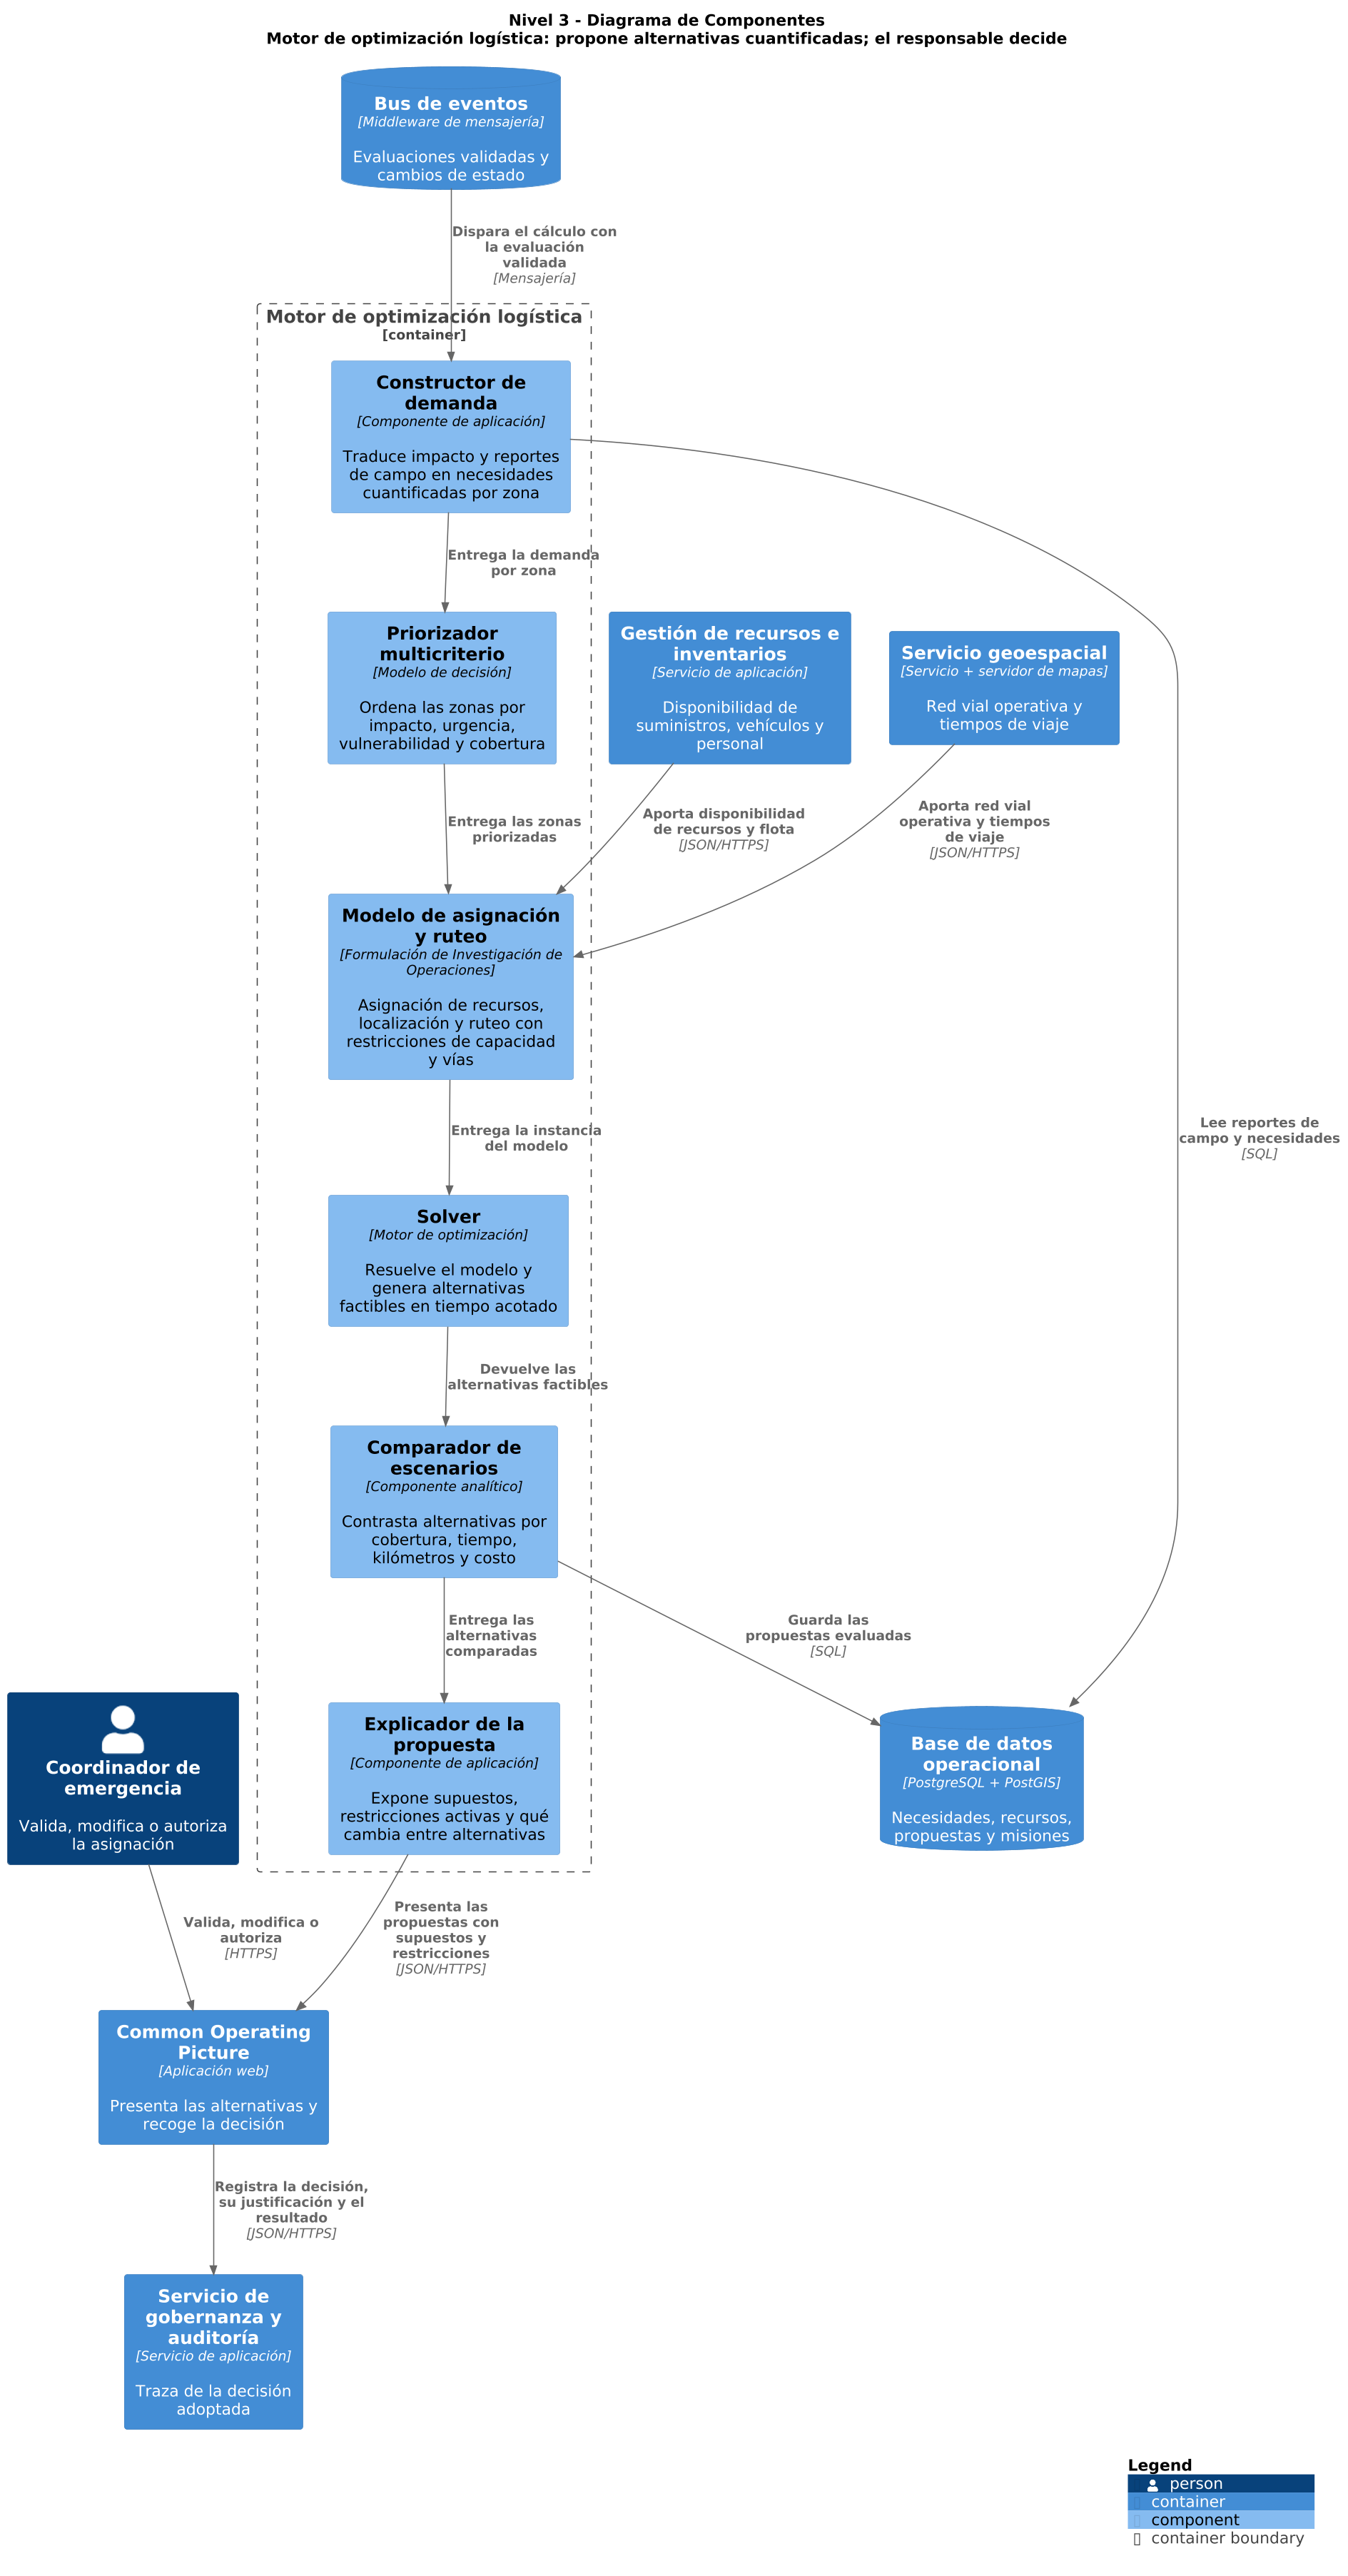 Nivel 3 - Diagrama de Componentes
Motor de optimización logística: propone alternativas cuantificadas; el responsable decide
Bus de eventos
[Middleware de mensajería]
Evaluaciones validadas y
cambios de estado
Dispara el cálculo con
la evaluación
validada
[Mensajería]
Motor de optimización logística
[container]
Constructor de
demanda
[Componente de aplicación]
Traduce impacto y reportes
de campo en necesidades
cuantificadas por zona
Entrega la demanda
por zona
Priorizador
multicriterio
[Modelo de decisión]
Ordena las zonas por
impacto, urgencia,
vulnerabilidad y cobertura
Gestión de recursos e
inventarios
[Servicio de aplicación]
Disponibilidad de
suministros, vehículos y
personal
Servicio geoespacial
[Servicio + servidor de mapas]
Red vial operativa y
tiempos de viaje
Entrega las zonas
priorizadas
Aporta disponibilidad
de recursos y flota
[JSON/HTTPS]
Aporta red vial
operativa y tiempos
de viaje
[JSON/HTTPS]
Modelo de asignación
y ruteo
[Formulación de Investigación de
Operaciones]
Asignación de recursos,
localización y ruteo con
restricciones de capacidad
y vías
Entrega la instancia
del modelo
Lee reportes de
campo y necesidades
[SQL]
Solver
[Motor de optimización]
Resuelve el modelo y
genera alternativas
factibles en tiempo acotado
Devuelve las
alternativas factibles
Comparador de
escenarios
[Componente analítico]
Contrasta alternativas por
cobertura, tiempo,
kilómetros y costo
Entrega las
alternativas
comparadas
Guarda las
propuestas evaluadas
[SQL]
Coordinador de
emergencia
Valida, modifica o autoriza
la asignación
Explicador de la
propuesta
[Componente de aplicación]
Expone supuestos,
restricciones activas y qué
cambia entre alternativas
Base de datos
operacional
[PostgreSQL + PostGIS]
Necesidades, recursos,
propuestas y misiones
Valida, modifica o
autoriza
[HTTPS]
Presenta las
propuestas con
supuestos y
restricciones
[JSON/HTTPS]
Common Operating
Picture
[Aplicación web]
Presenta las alternativas y
recoge la decisión
Registra la decisión,
su justificación y el
resultado
[JSON/HTTPS]
Servicio de
gobernanza y
auditoría
[Servicio de aplicación]
Traza de la decisión
adoptada
Legend
person
container
component
container boundary